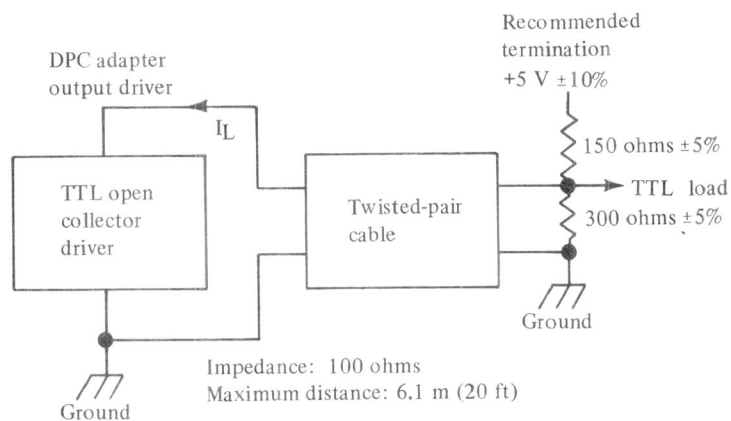 Recommended
termination
+5 V ±10%
DPC adapter
output driver
IL
150 ohms ±5%
TTL open
collector
driver
Twisted-pair
cable
TTL load
300 ohms ±5%
Ground
Impedance: 100 ohms
Maximum distance: 6.1 m (20 ft)
Ground